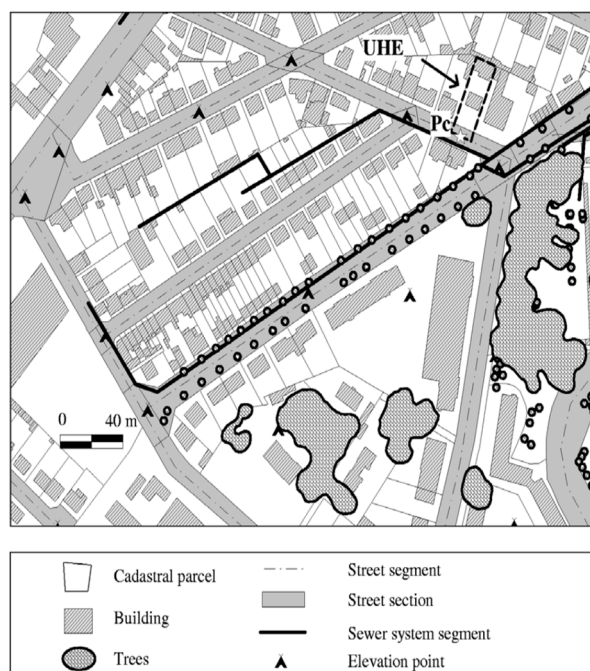 UHE
Pc
0 40 m
Cadastral parcel
Street segment
Building
Street section
Sewer system segment
Trees
Elevation point